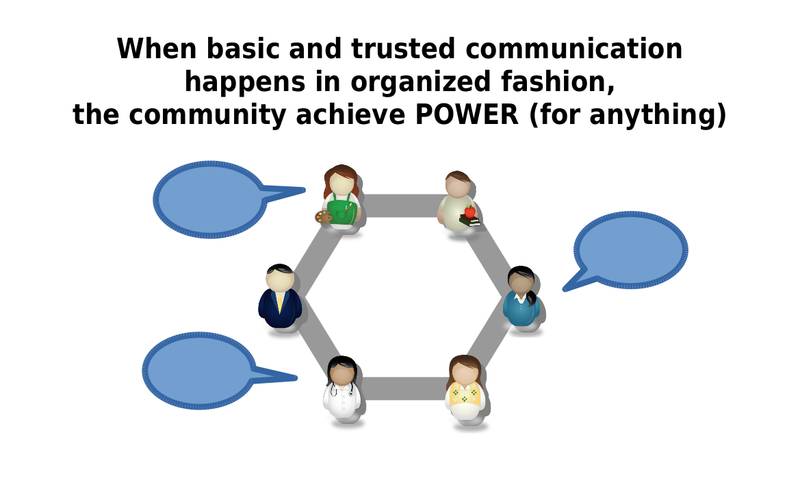 When basic and trusted communication
happens in organized fashion,
the community achieve POWER (for anything)